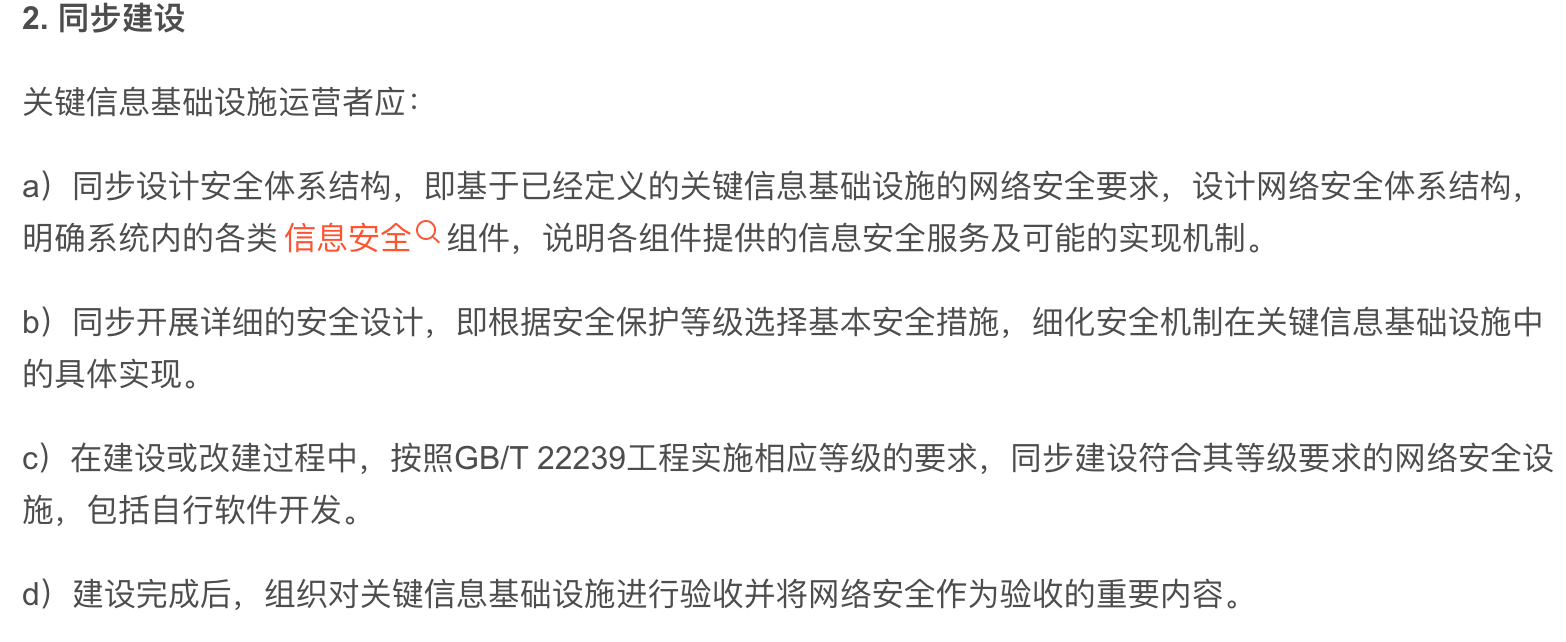 2. 同步建设
关键信息基础设施运营者应：
a）同步设计安全体系结构，即基于已经定义的关键信息基础设施的网络安全要求，设计网络安全体系结构，
明确系统内的各类 信息安全 组件，说明各组件提供的信息安全服务及可能的实现机制。
b）同步开展详细的安全设计，即根据安全保护等级选择基本安全措施，细化安全机制在关键信息基础设施中
的具体实现。
c）在建设或改建过程中，按照GB/T 22239工程实施相应等级的要求，同步建设符合其等级要求的网络安全设
施，包括自行软件开发。
d）建设完成后，组织对关键信息基础设施进行验收并将网络安全作为验收的重要内容。